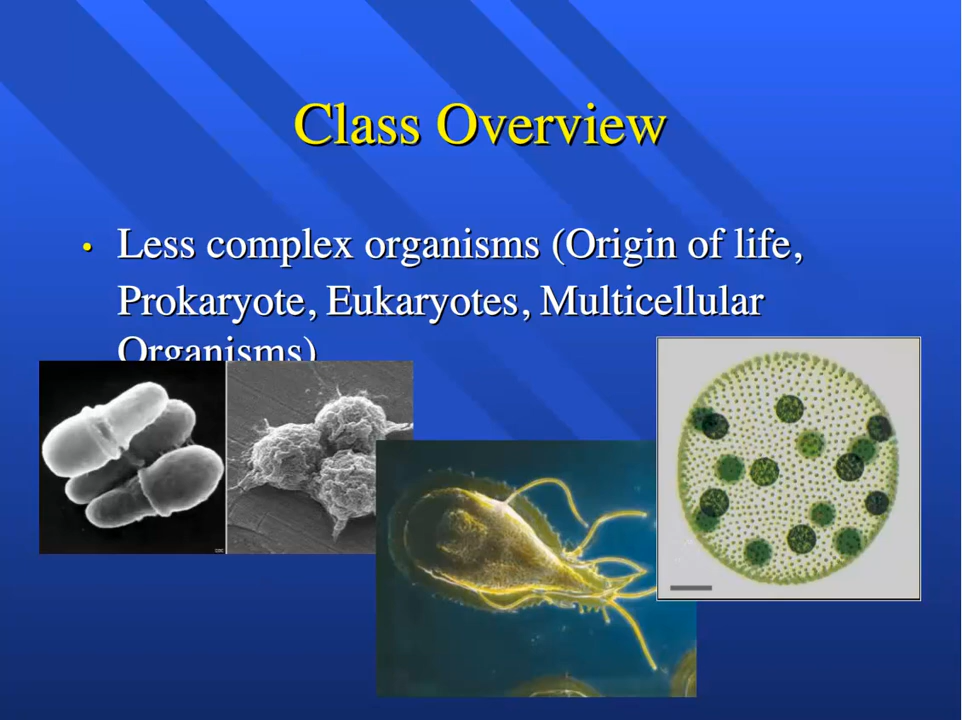 Class Overview
• Less complex organisms (Origin of life,
Prokaryote, Eukaryotes, Multicellular
Organisms)